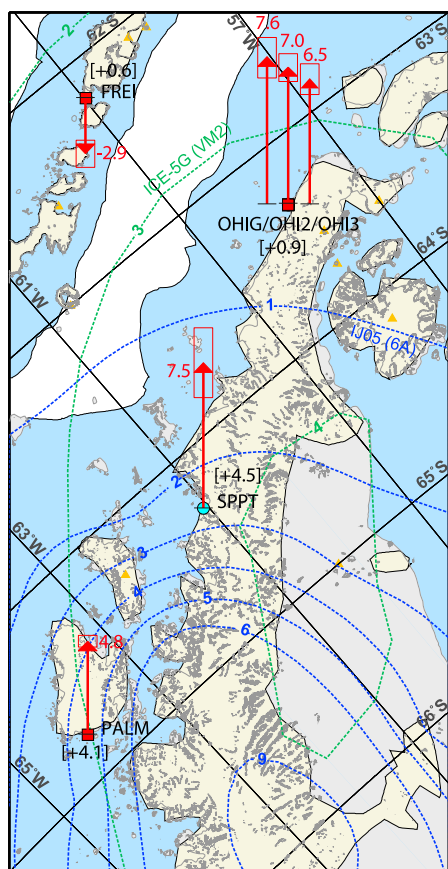 2
62°S
57°W
7.6
7.0
6.5
63°S
[+0.6]
FREI
-2.9
ICE-5G (VM2)
3
OHIG/OHI2/OHI3
[+0.9]
64°S
61°W
1
IJ05 (6A)
7.5
4
[+4.5]
2
SPPT
65°S
63°W
3
4
5
6
4.8
PALM
[+4.1]
66°S
65°W
9